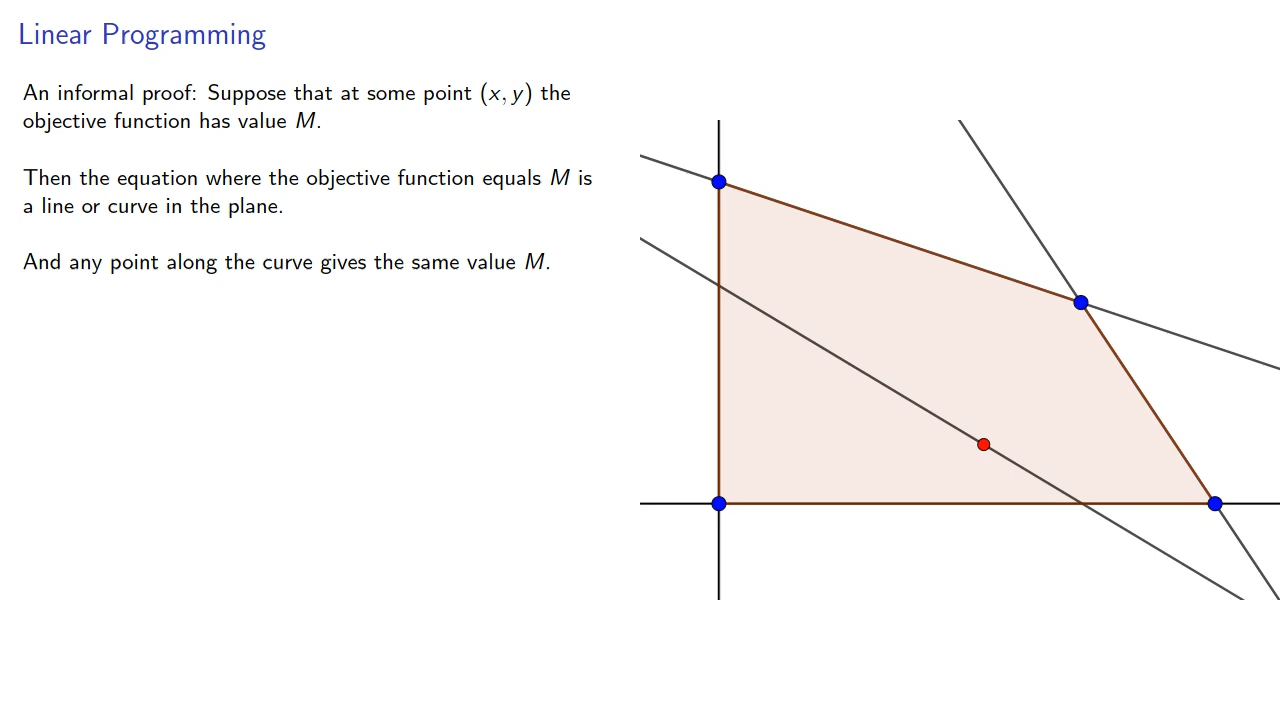 Linear Programming
An informal proof: Suppose that at some point (x, y) the
objective function has value M.
Then the equation where the objective function equals M is
a line or curve in the plane.
And any point along the curve gives the same value M.